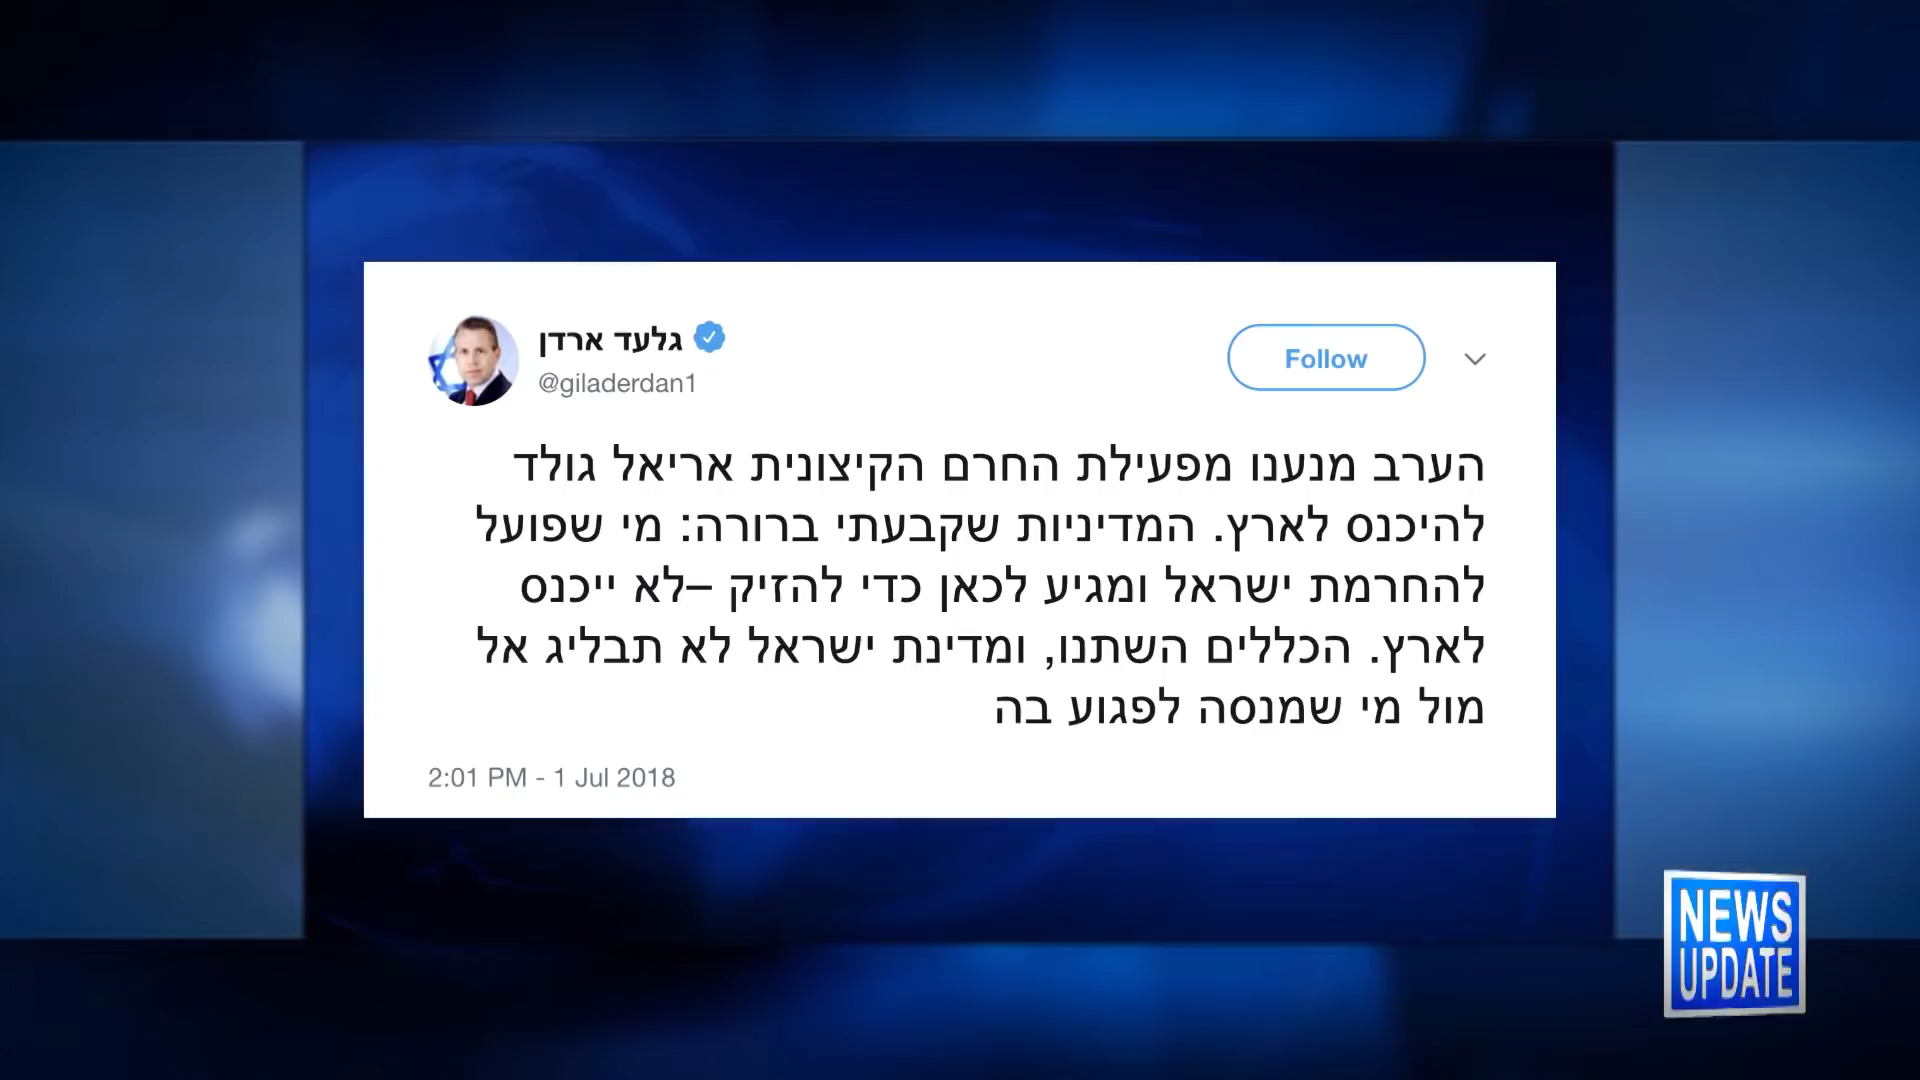 גלעד ארדן
@giladerdan1
Follow
הערב מנענו מפעילת החרם הקיצונית אריאל גולד
להיכנס לארץ. המדיניות שקבעתי ברורה: מי שפועל
להחרמת ישראל ומגיע לכאן כדי להזיק –לא ייכנס
לארץ. הכללים השתנו, ומדינת ישראל לא תבליג אל
מול מי שמנסה לפגוע בה
2:01 PM - 1 Jul 2018
NEWS
UPDATE